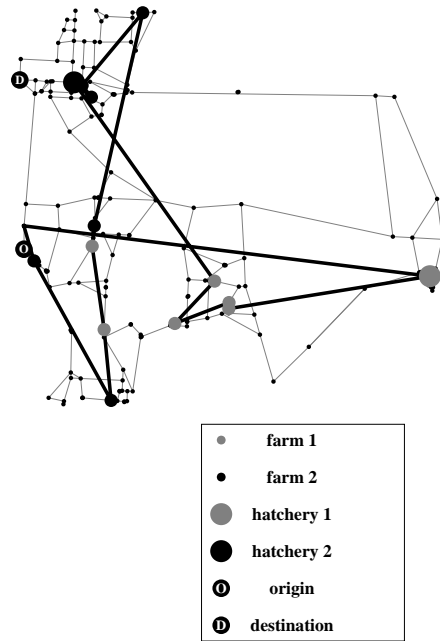 D
O
farm 1
farm 2
hatchery 1
hatchery 2
O origin
D destination